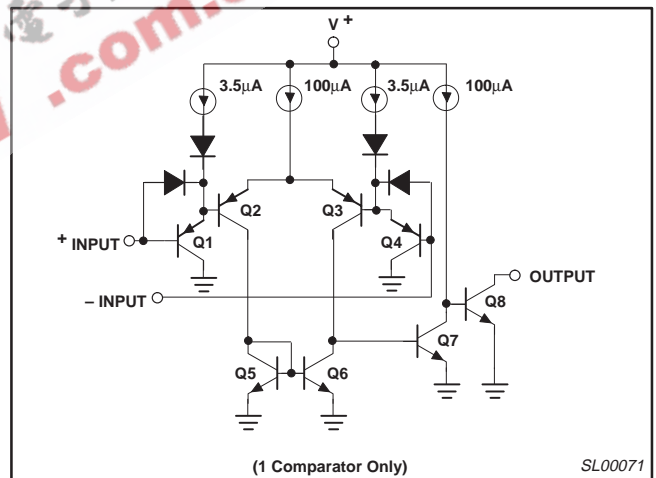 .com
V +
3.5μA 100μA 3.5μA 100μA
Q2 Q3
+ INPUT Q1 Q4
OUTPUT
– INPUT Q8
Q7
Q5 Q6
(1 Comparator Only) SL00071